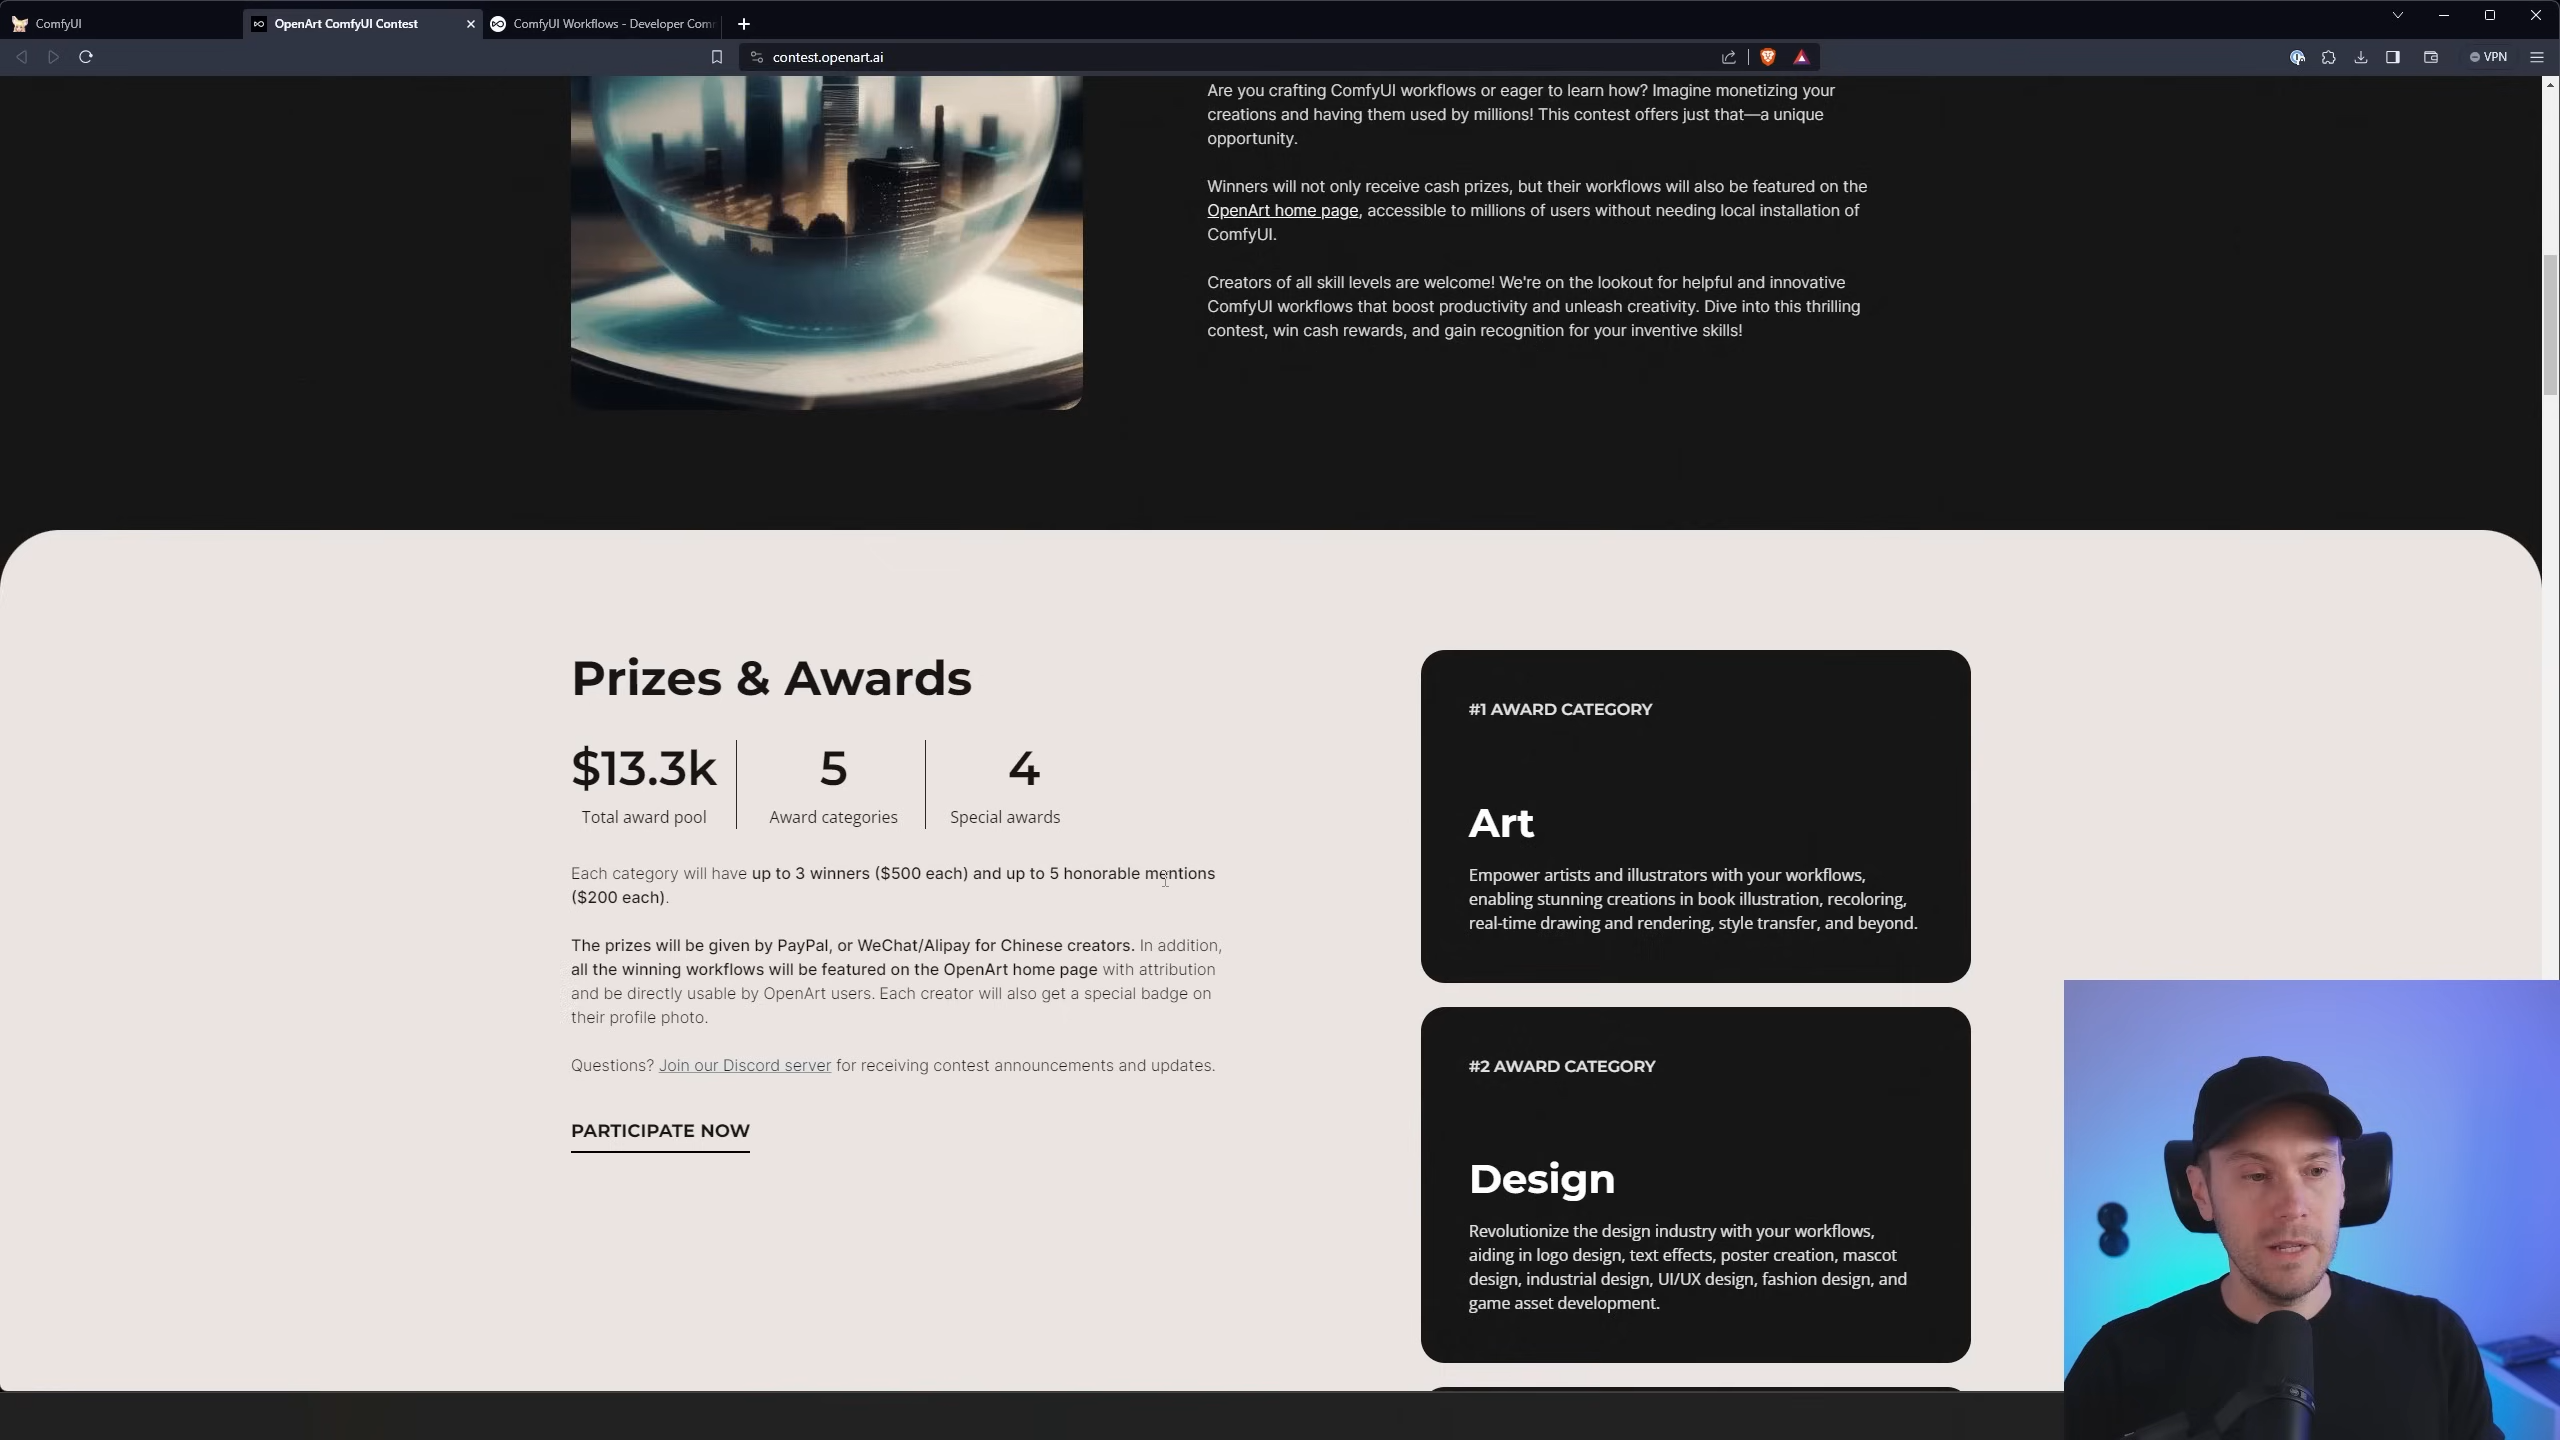 ComfyUI
OpenArt ComfyUI Contest
ComfyUI Workflows - Developer Com
contest.openart.ai
VPN
Are you crafting ComfyUI workflows or eager to learn how? Imagine monetizing your
creations and having them used by millions! This contest offers just that—a unique
opportunity.
Winners will not only receive cash prizes, but their workflows will also be featured on the
OpenArt home page, accessible to millions of users without needing local installation of
ComfyUI.
Creators of all skill levels are welcome! We're on the lookout for helpful and innovative
ComfyUI workflows that boost productivity and unleash creativity. Dive into this thrilling
contest, win cash rewards, and gain recognition for your inventive skills!
Prizes & Awards
$13.3k
Total award pool
5
Award categories
4
Special awards
Each category will have up to 3 winners ($500 each) and up to 5 honorable mentions
($200 each).
The prizes will be given by PayPal, or WeChat/Alipay for Chinese creators. In addition,
all the winning workflows will be featured on the OpenArt home page with attribution
and be directly usable by OpenArt users. Each creator will also get a special badge on
their profile photo.
Questions? Join our Discord server for receiving contest announcements and updates.
PARTICIPATE NOW
#1 AWARD CATEGORY
Art
Empower artists and illustrators with your workflows,
enabling stunning creations in book illustration, recoloring,
real-time drawing and rendering, style transfer, and beyond.
#2 AWARD CATEGORY
Design
Revolutionize the design industry with your workflows,
aiding in logo design, text effects, poster creation, mascot
design, industrial design, UI/UX design, fashion design, and
game asset development.